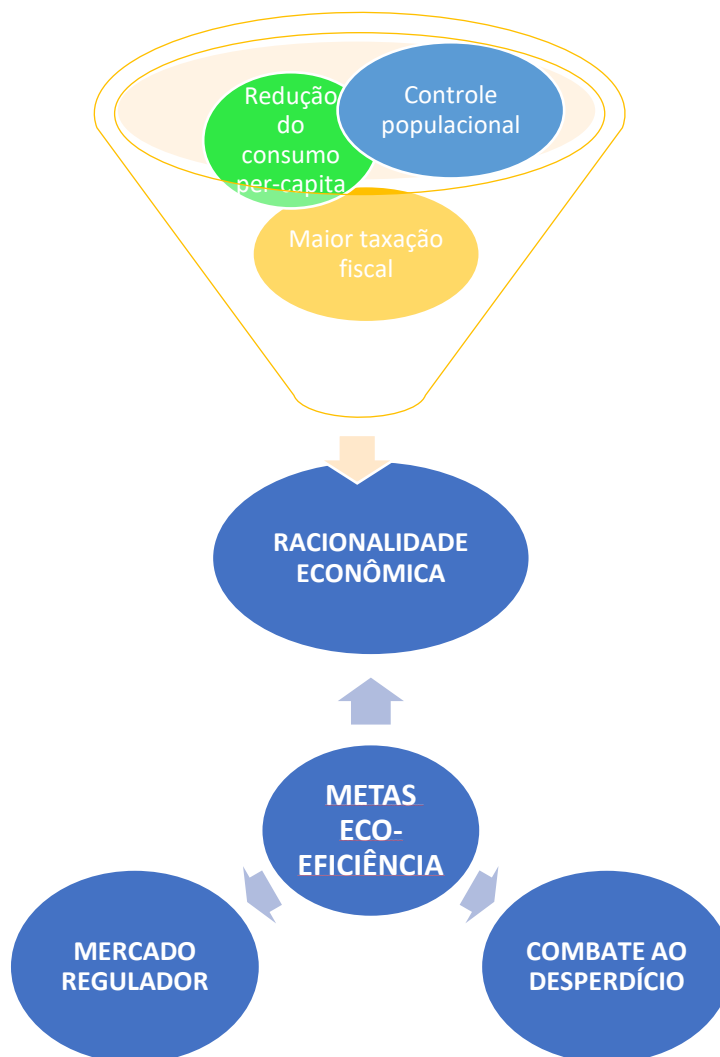 Redução
do
consumo
per-capita
Controle
populacional
Maior taxação
fiscal
RACIONALIDADE
ECONÔMICA
METAS
ECO-
EFICIÊNCIA
MERCADO
REGULADOR
COMBATE AO
DESPERDÍCIO